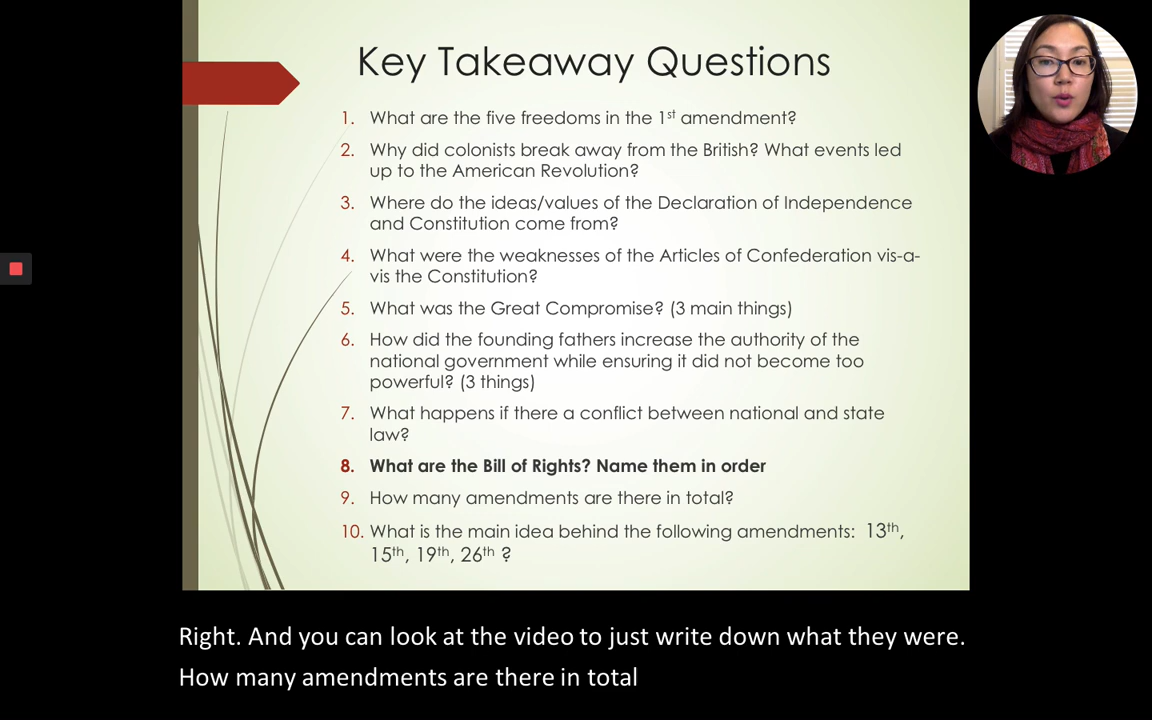 Key Takeaway Questions
1. What are the five freedoms in the 1st amendment?
2. Why did colonists break away from the British? What events led
up to the American Revolution?
3. Where do the ideas/values of the Declaration of Independence
and Constitution come from?
4. What were the weaknesses of the Articles of Confederation vis-a-
vis the Constitution?
5. What was the Great Compromise? (3 main things)
6. How did the founding fathers increase the authority of the
national government while ensuring it did not become too
powerful? (3 things)
7. What happens if there a conflict between national and state
law?
8. What are the Bill of Rights? Name them in order
9. How many amendments are there in total?
10. What is the main idea behind the following amendments: 13th,
15th, 19th, 26th ?
Right. And you can look at the video to just write down what they were.
How many amendments are there in total